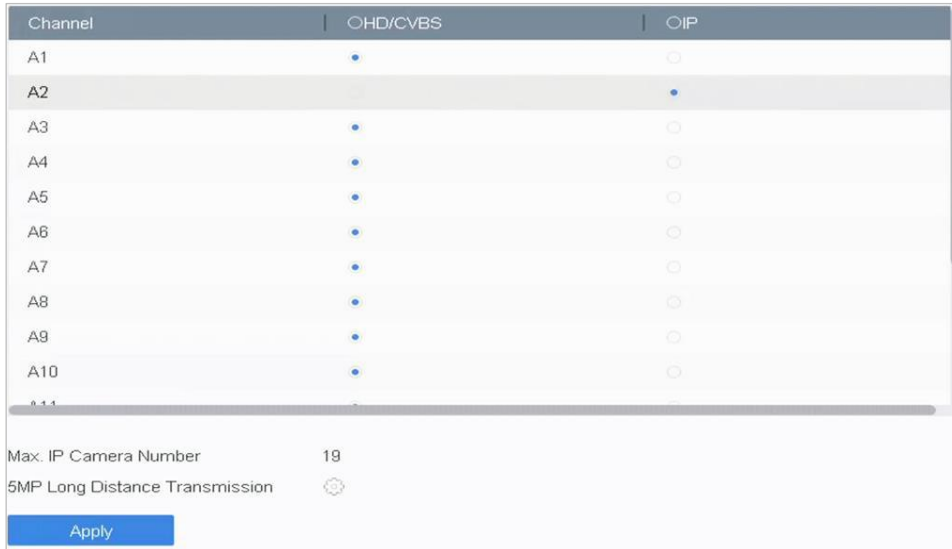 Channel HD/CVBS IP
A1
A2
A3
A4
A5
A6
A7
A8
A9
A10
Max. IP Camera Number 19
5MP Long Distance Transmission
Apply